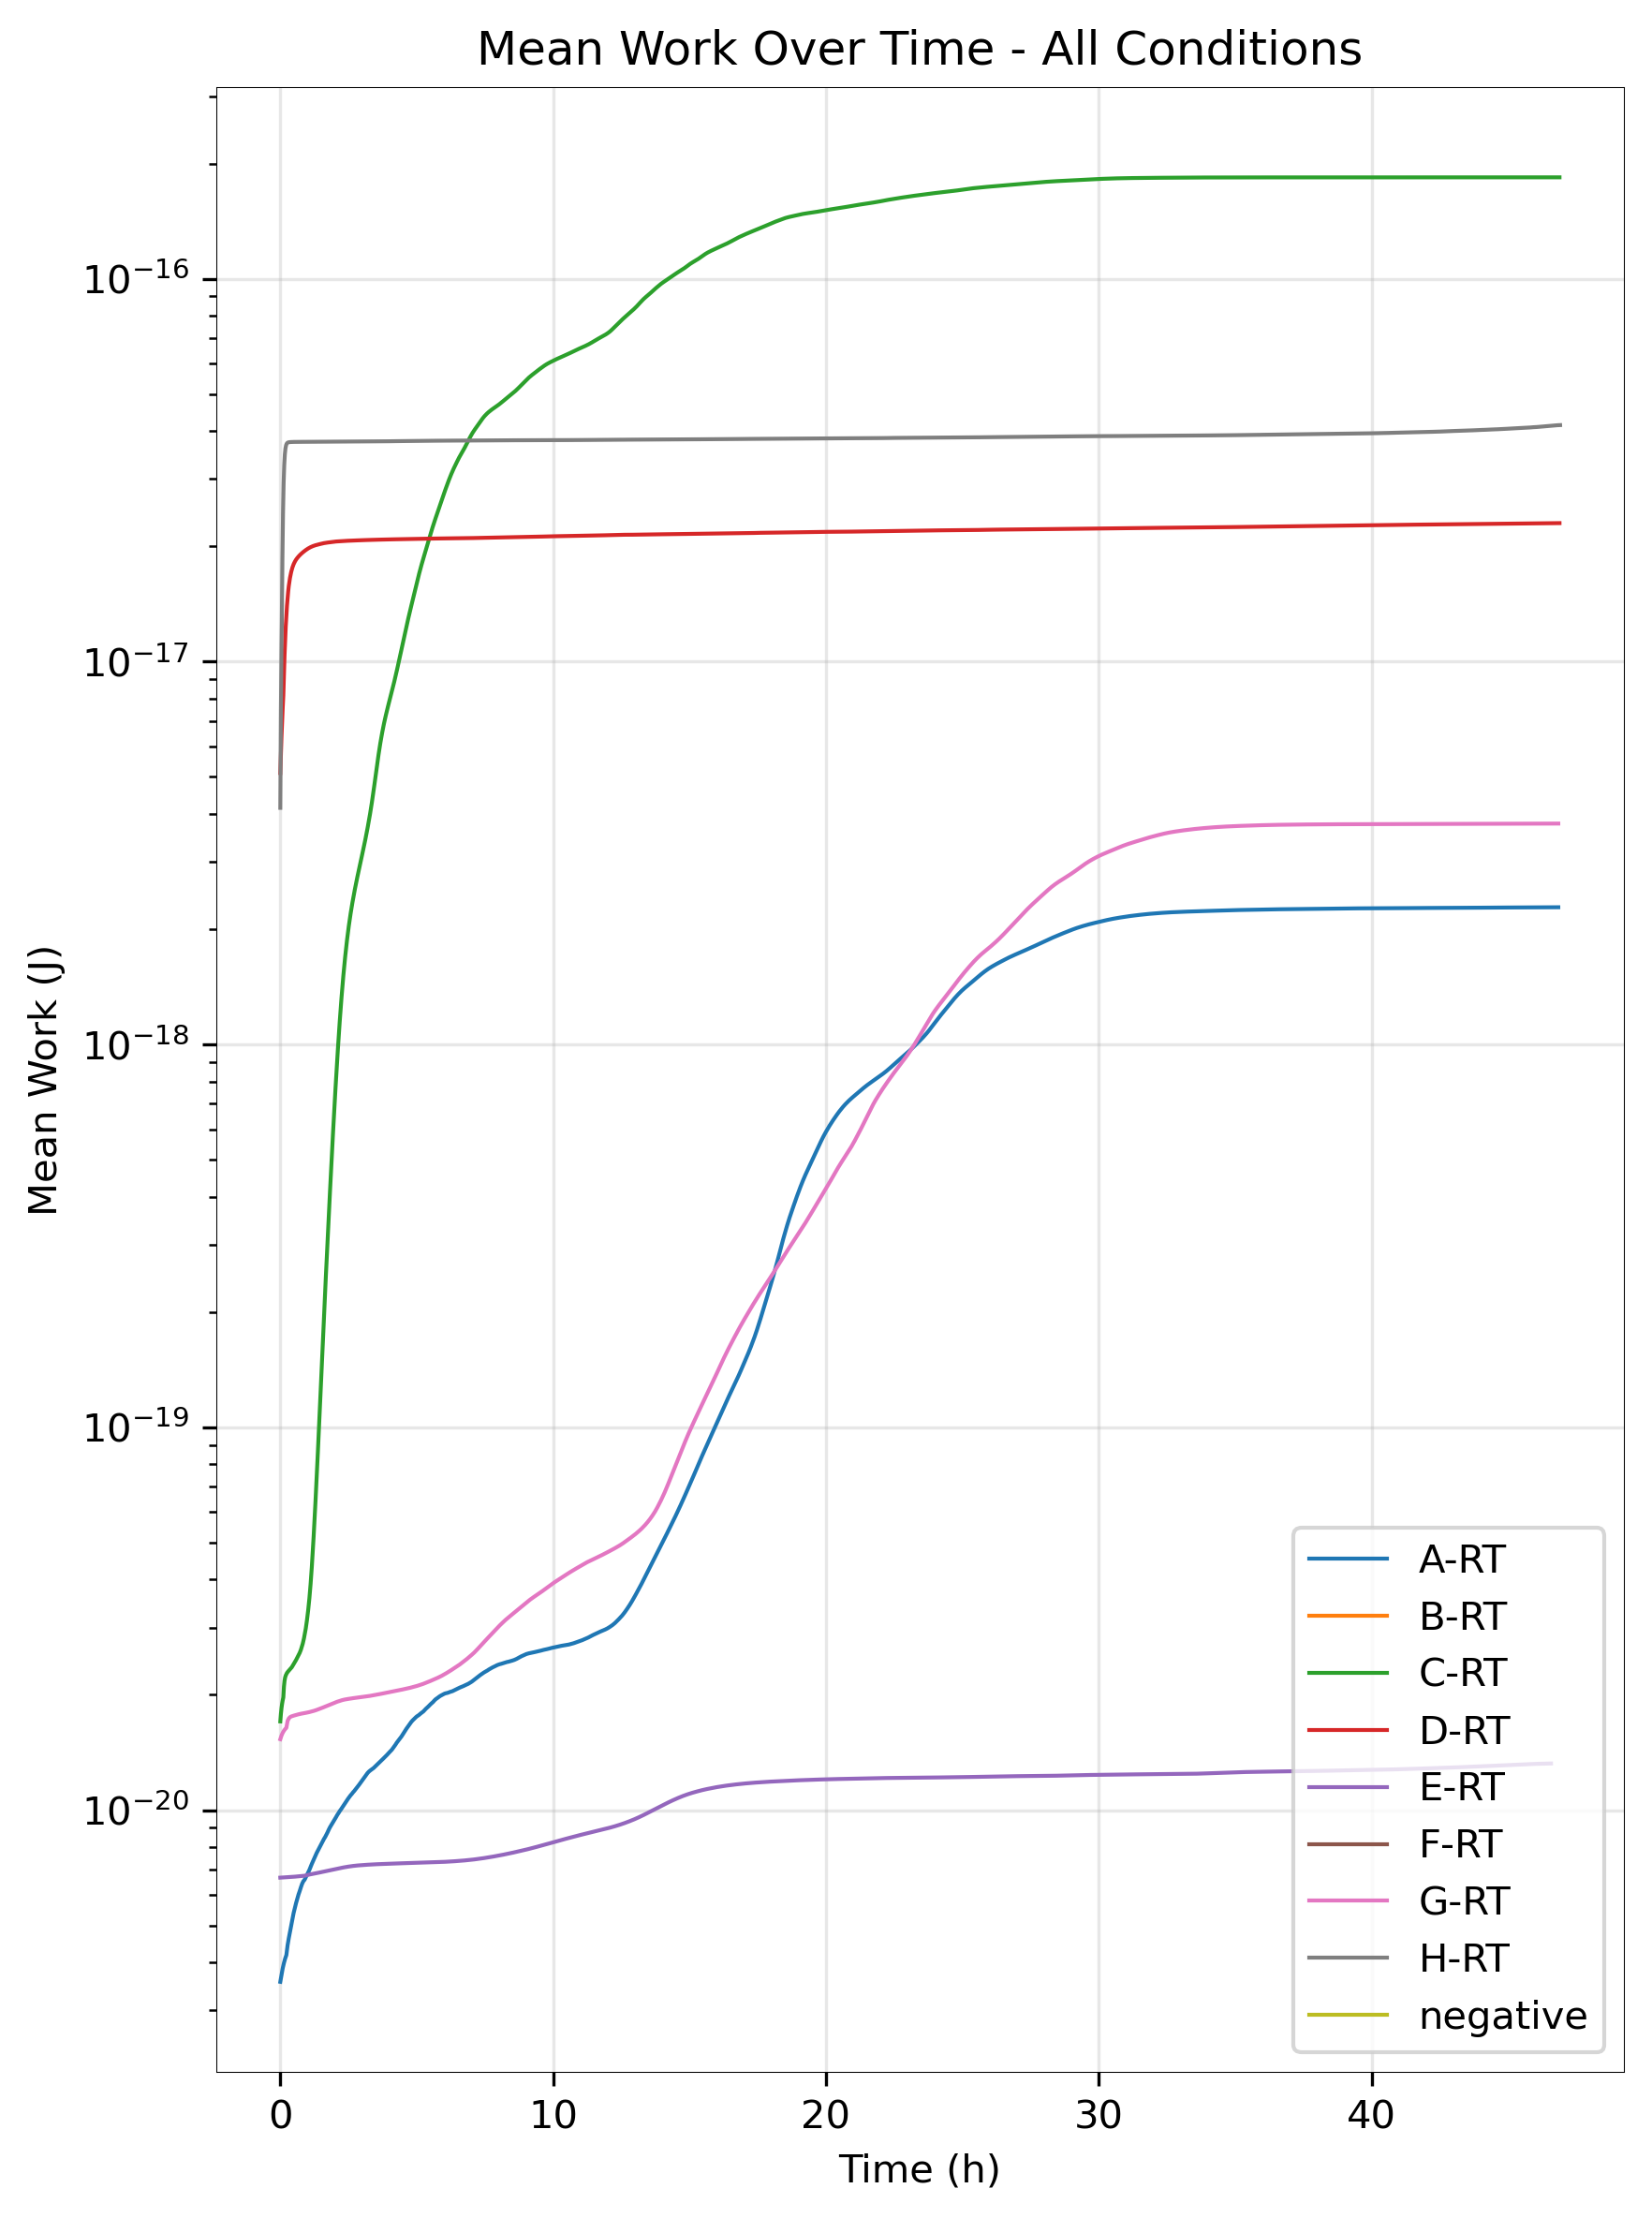 Mean Work Over Time - All Conditions
Mean Work (J)
10⁻¹⁶
10⁻¹⁷
10⁻¹⁸
10⁻¹⁹
10⁻²⁰
A-RT
B-RT
C-RT
D-RT
E-RT
F-RT
G-RT
H-RT
negative
0 10 20 30 40
Time (h)